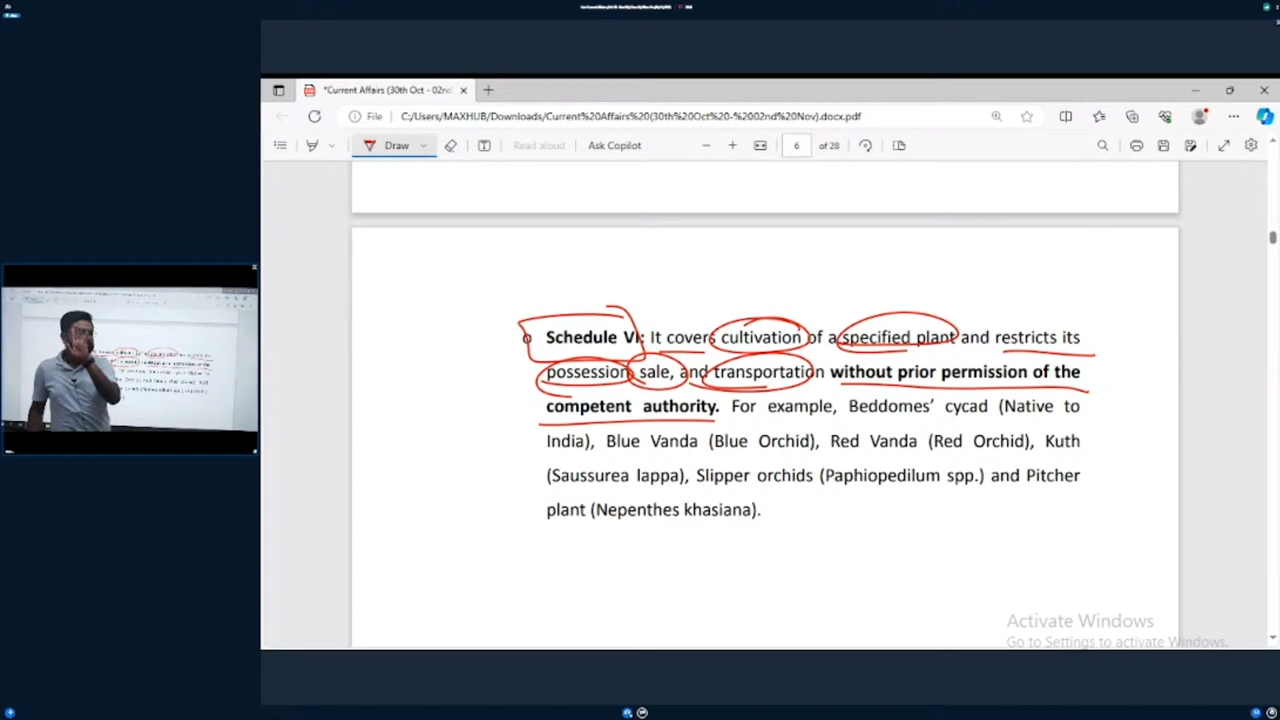 *Current Affairs (30th Oct - 02nd
File
C:/Users/MAXHUB/Downloads/Current%20Affairs%20(30th%20Oct%20-%2002nd%20Nov).docx.pdf
Draw
Read aloud
Ask Copilot
6
of 28
o Schedule VI: It covers cultivation of a specified plant and restricts its
possession, sale, and transportation without prior permission of the
competent authority. For example, Beddomes' cycad (Native to
India), Blue Vanda (Blue Orchid), Red Vanda (Red Orchid), Kuth
(Saussurea lappa), Slipper orchids (Paphiopedilum spp.) and Pitcher
plant (Nepenthes khasiana).
Activate Windows
Go to Settings to activate Windows.